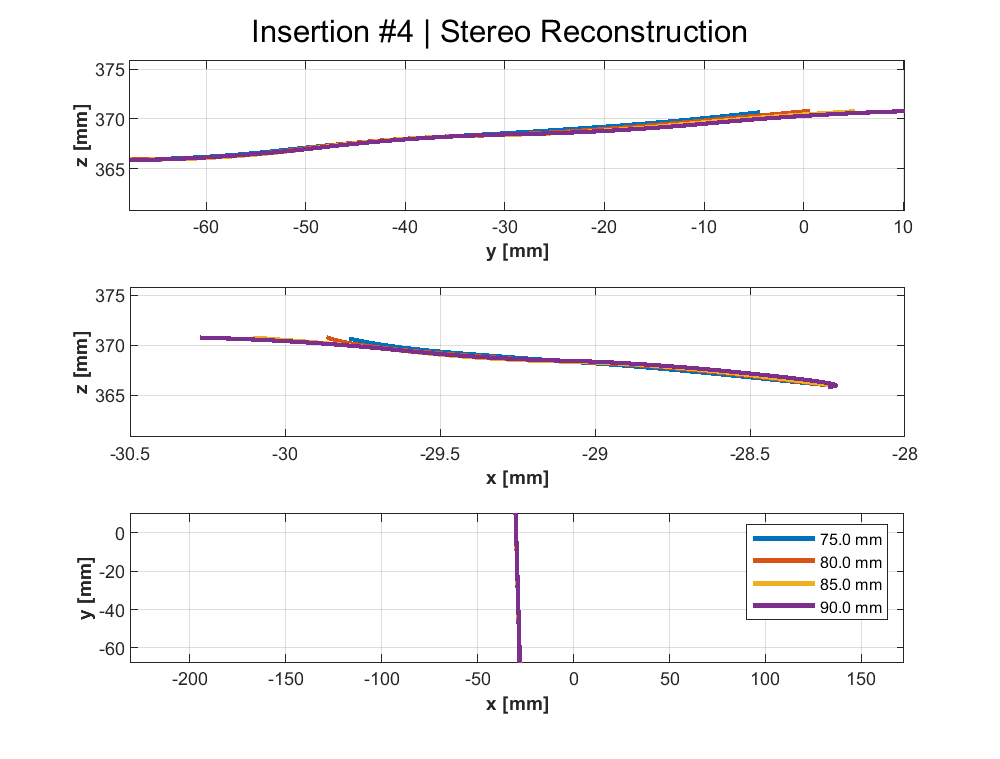 Insertion #4 | Stereo Reconstruction
375
370
365
z [mm]
-60 -50 -40 -30 -20 -10 0 10
y [mm]
375
370
365
z [mm]
-30.5 -30 -29.5 -29 -28.5 -28
x [mm]
0
-20
-40
-60
y [mm]
75.0 mm
80.0 mm
85.0 mm
90.0 mm
-200 -150 -100 -50 0 50 100 150
x [mm]